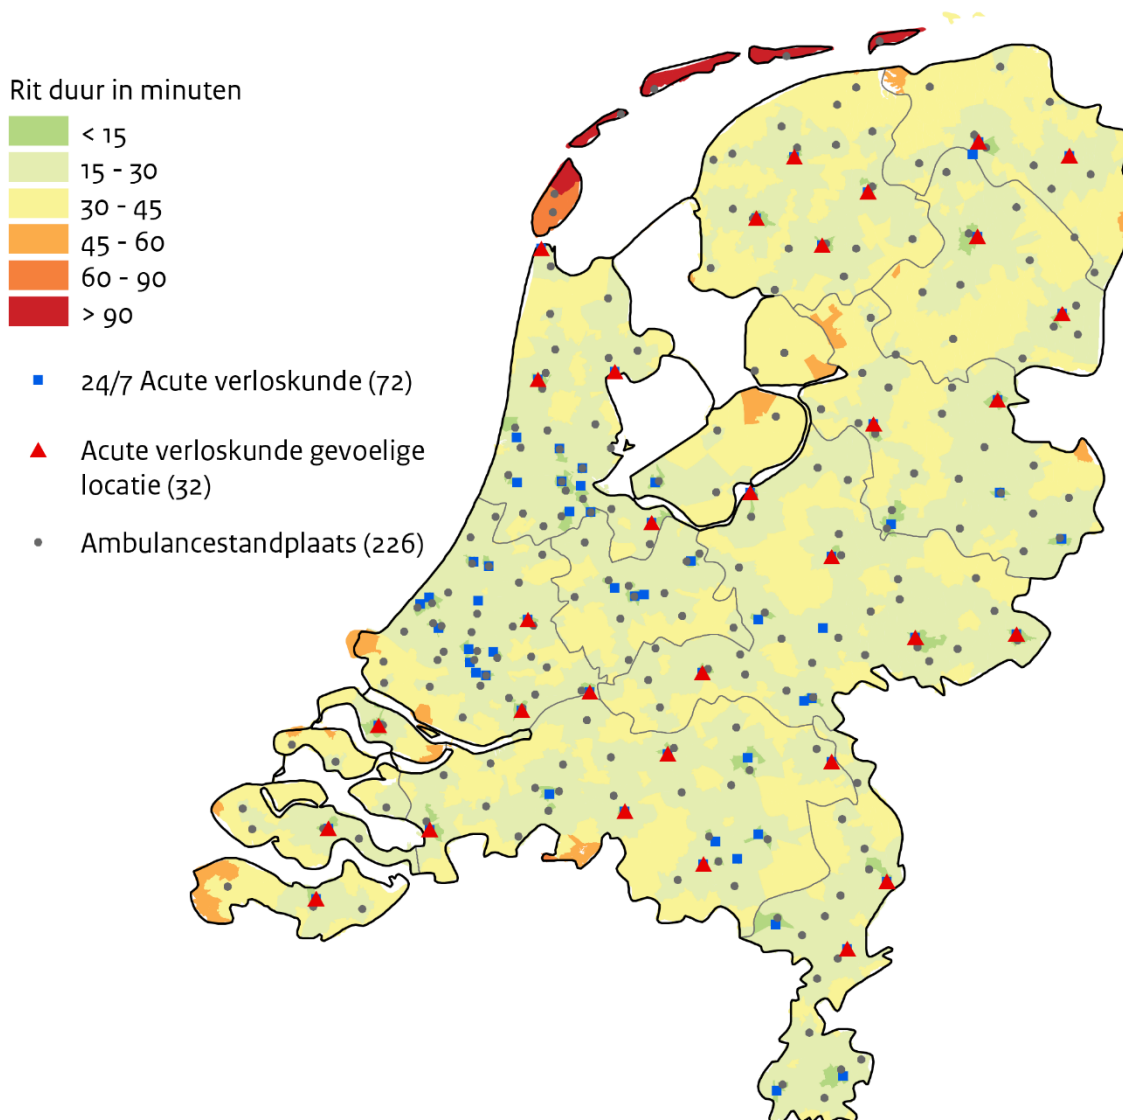 Rit duur in minuten
< 15
15 - 30
30 - 45
45 - 60
60 - 90
> 90
24/7 Acute verloskunde (72)
Acute verloskunde gevoelige
locatie (32)
Ambulancestandplaats (226)